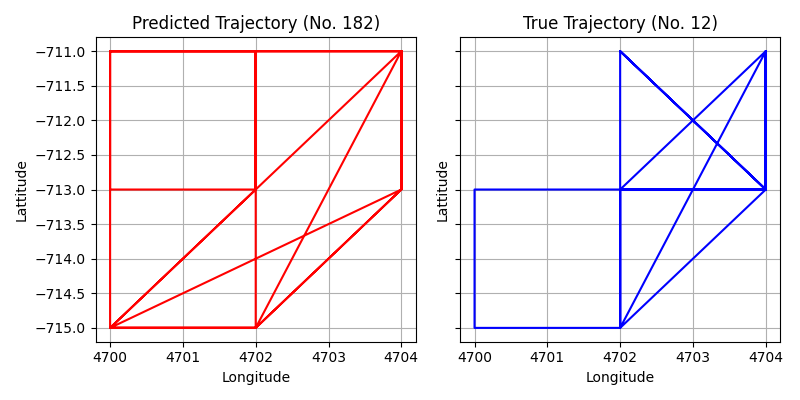 Predicted Trajectory (No. 182)
True Trajectory (No. 12)
−711.0
−711.5
−712.0
−712.5
−713.0
−713.5
−714.0
−714.5
−715.0
Lattitude
Lattitude
4700 4701 4702 4703 4704
4700 4701 4702 4703 4704
Longitude
Longitude